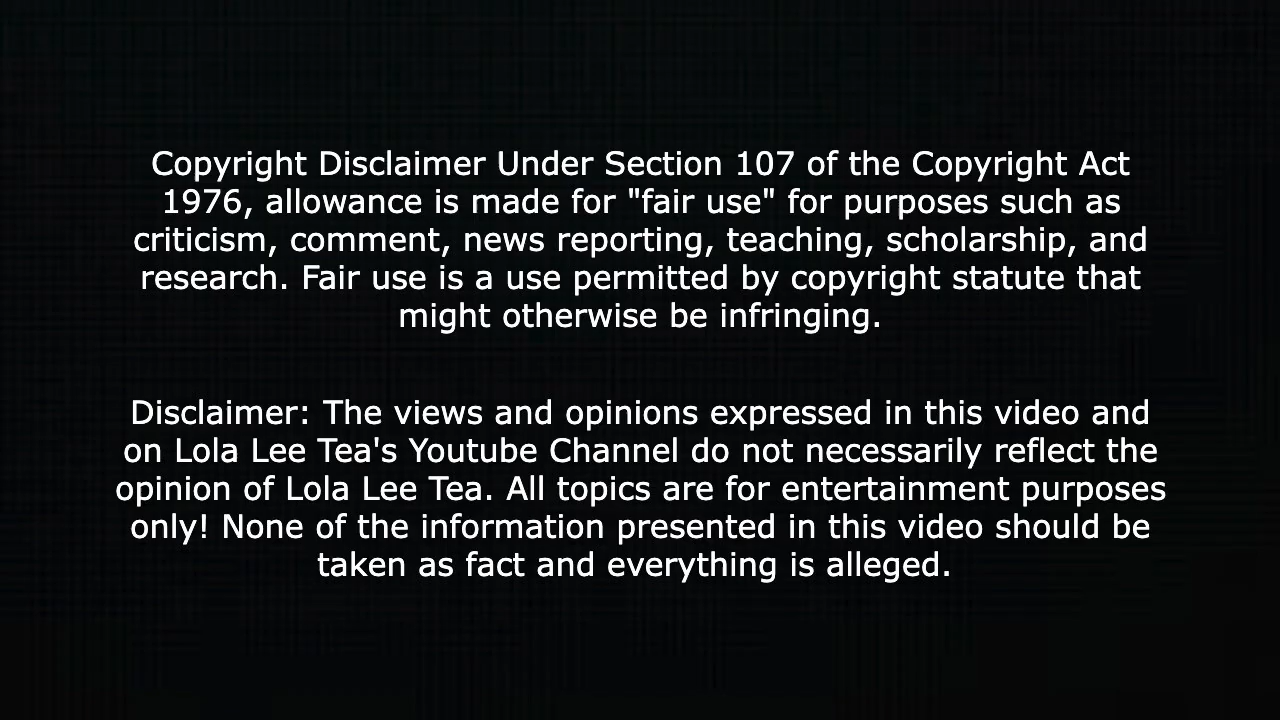 Copyright Disclaimer Under Section 107 of the Copyright Act
1976, allowance is made for "fair use" for purposes such as
criticism, comment, news reporting, teaching, scholarship, and
research. Fair use is a use permitted by copyright statute that
might otherwise be infringing.
Disclaimer: The views and opinions expressed in this video and
on Lola Lee Tea's Youtube Channel do not necessarily reflect the
opinion of Lola Lee Tea. All topics are for entertainment purposes
only! None of the information presented in this video should be
taken as fact and everything is alleged.